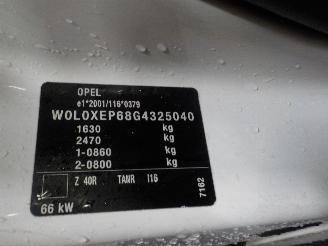 OPEL
e1*2001/116*0379
W0L0XEP68G4325040
1630 kg
2470 kg
1-0860 kg
2-0800 kg
Z 40R TANR I16
7162
66 kW